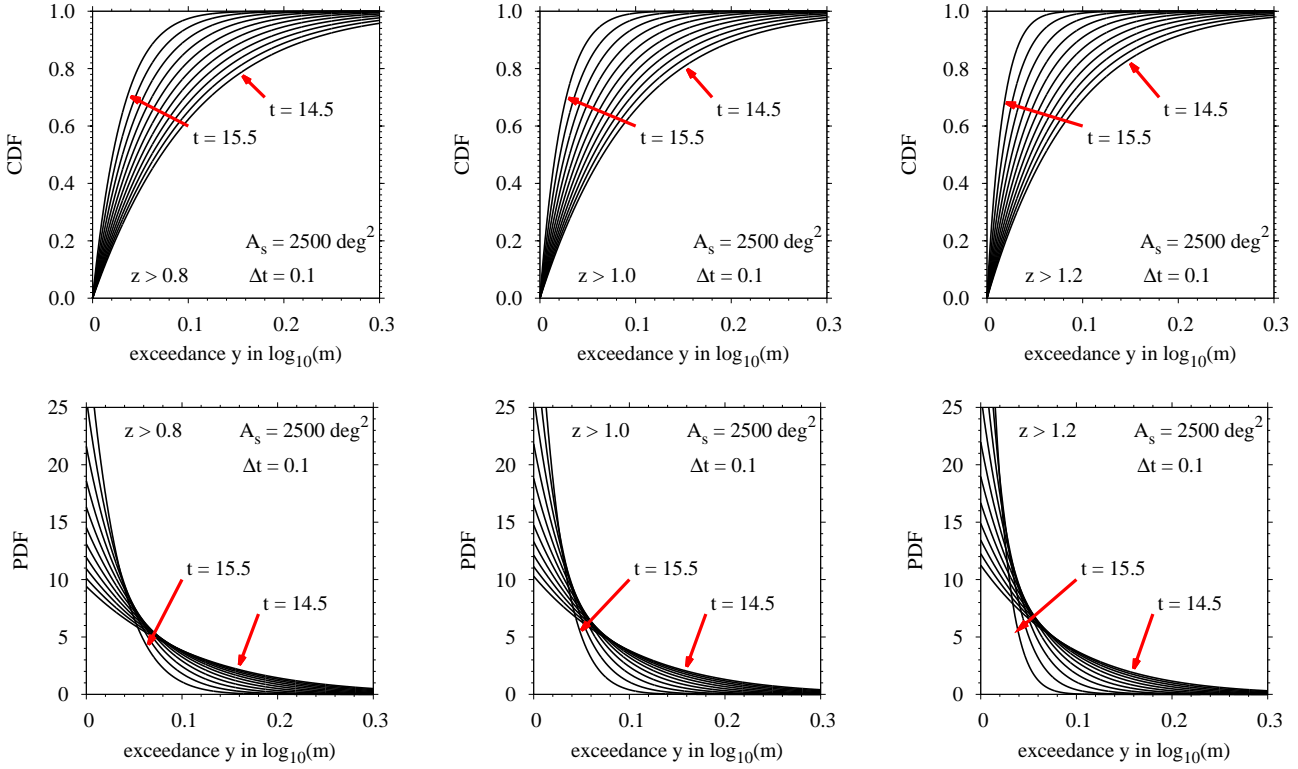 1.0
0.8
0.6
0.4
0.2
0.0
CDF
t = 14.5
t = 15.5
A_s = 2500 deg^2
z > 0.8
Δt = 0.1
0
0.1
0.2
0.3
exceedance y in log_10(m)
1.0
0.8
0.6
0.4
0.2
0.0
CDF
t = 14.5
t = 15.5
A_s = 2500 deg^2
z > 1.0
Δt = 0.1
0
0.1
0.2
0.3
exceedance y in log_10(m)
1.0
0.8
0.6
0.4
0.2
0.0
CDF
t = 14.5
t = 15.5
A_s = 2500 deg^2
z > 1.2
Δt = 0.1
0
0.1
0.2
0.3
exceedance y in log_10(m)
25
20
15
10
5
0
PDF
z > 0.8
A_s = 2500 deg^2
Δt = 0.1
t = 15.5
t = 14.5
0
0.1
0.2
0.3
exceedance y in log_10(m)
25
20
15
10
5
0
PDF
z > 1.0
A_s = 2500 deg^2
Δt = 0.1
t = 15.5
t = 14.5
0
0.1
0.2
0.3
exceedance y in log_10(m)
25
20
15
10
5
0
PDF
z > 1.2
A_s = 2500 deg^2
Δt = 0.1
t = 15.5
t = 14.5
0
0.1
0.2
0.3
exceedance y in log_10(m)